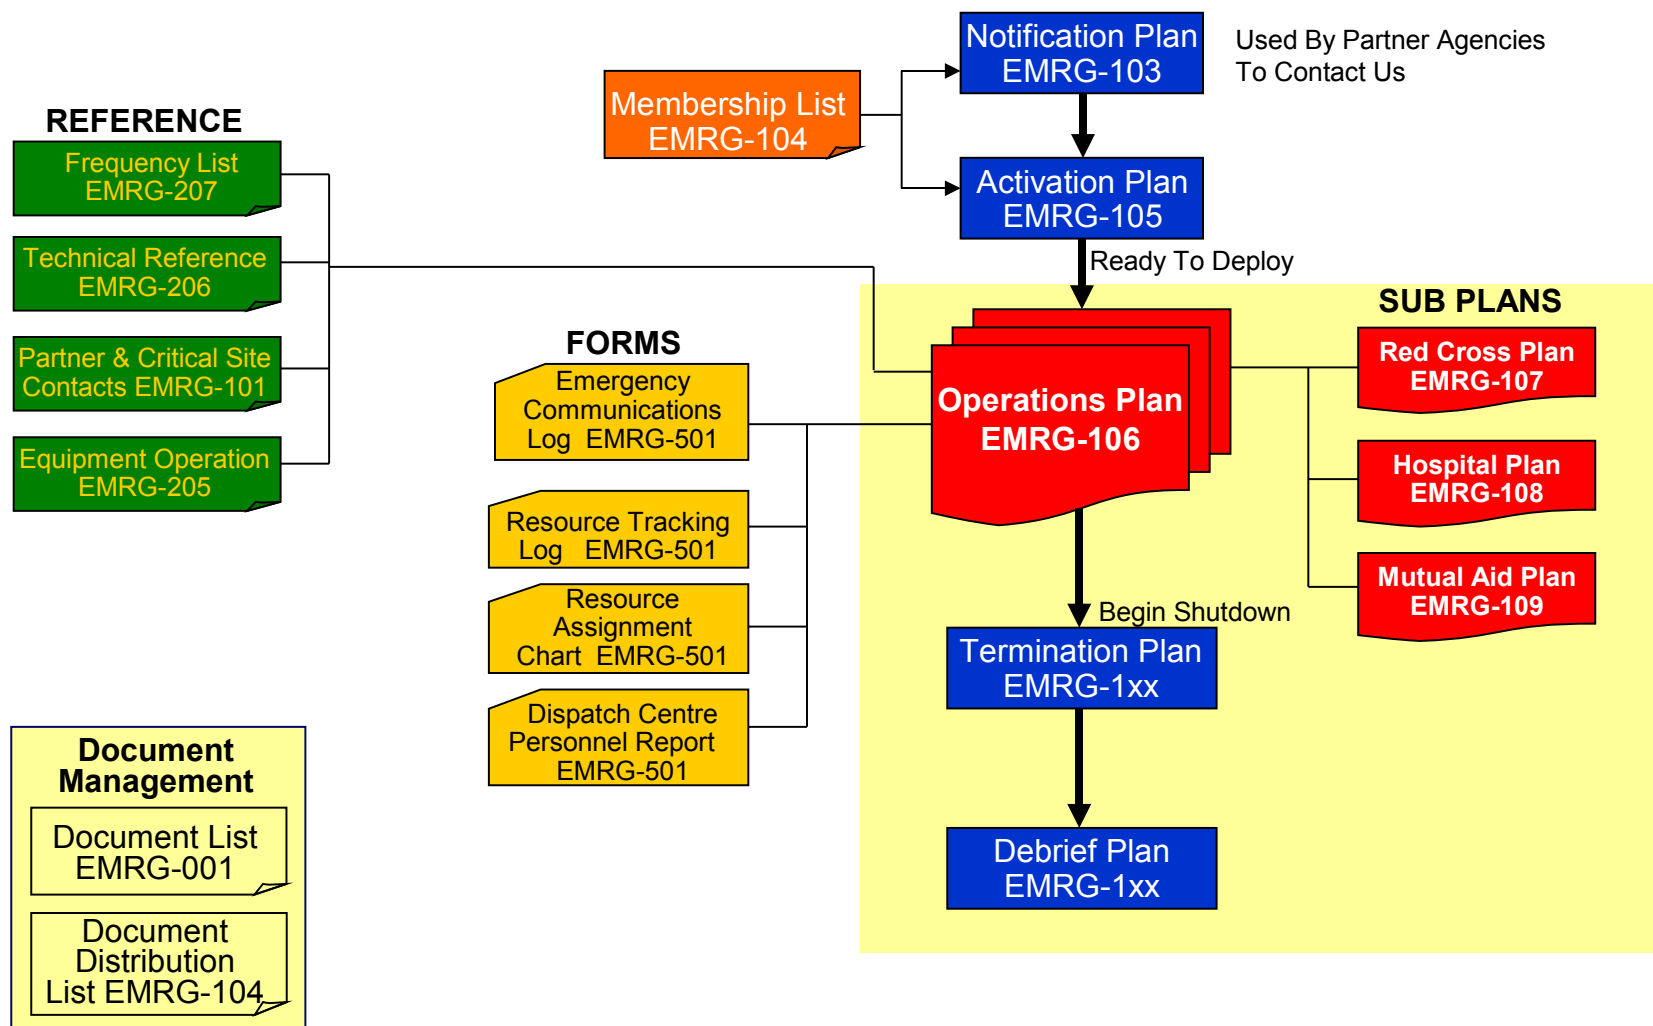 Notification Plan
EMRG-103
Used By Partner Agencies
To Contact Us
Membership List
EMRG-104
Activation Plan
EMRG-105
Ready To Deploy
REFERENCE
Frequency List
EMRG-207
Technical Reference
EMRG-206
Partner & Critical Site
Contacts EMRG-101
Equipment Operation
EMRG-205
FORMS
Emergency
Communications
Log EMRG-501
Resource Tracking
Log EMRG-501
Resource
Assignment
Chart EMRG-501
Dispatch Centre
Personnel Report
EMRG-501
Operations Plan
EMRG-106
SUB PLANS
Red Cross Plan
EMRG-107
Hospital Plan
EMRG-108
Mutual Aid Plan
EMRG-109
Begin Shutdown
Termination Plan
EMRG-1xx
Debrief Plan
EMRG-1xx
Document
Management
Document List
EMRG-001
Document
Distribution
List EMRG-104